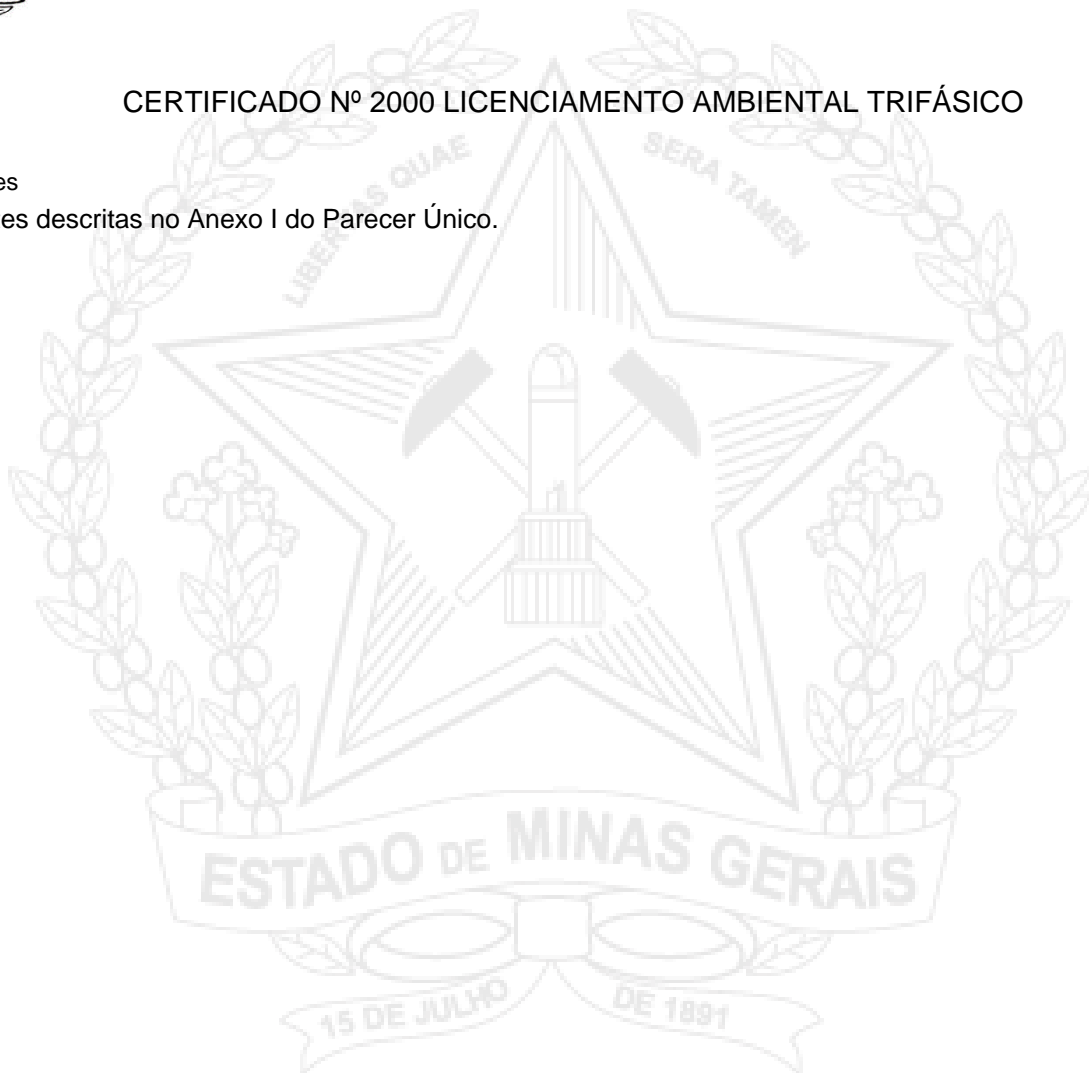 CERTIFICADO Nº 2000 LICENCIAMENTO AMBIENTAL TRIFÁSICO
es
es descritas no Anexo I do Parecer Único.
LIBERTAS QUAE SERA TAMEN
ESTADO DE MINAS GERAIS
15 DE JULHO DE 1891